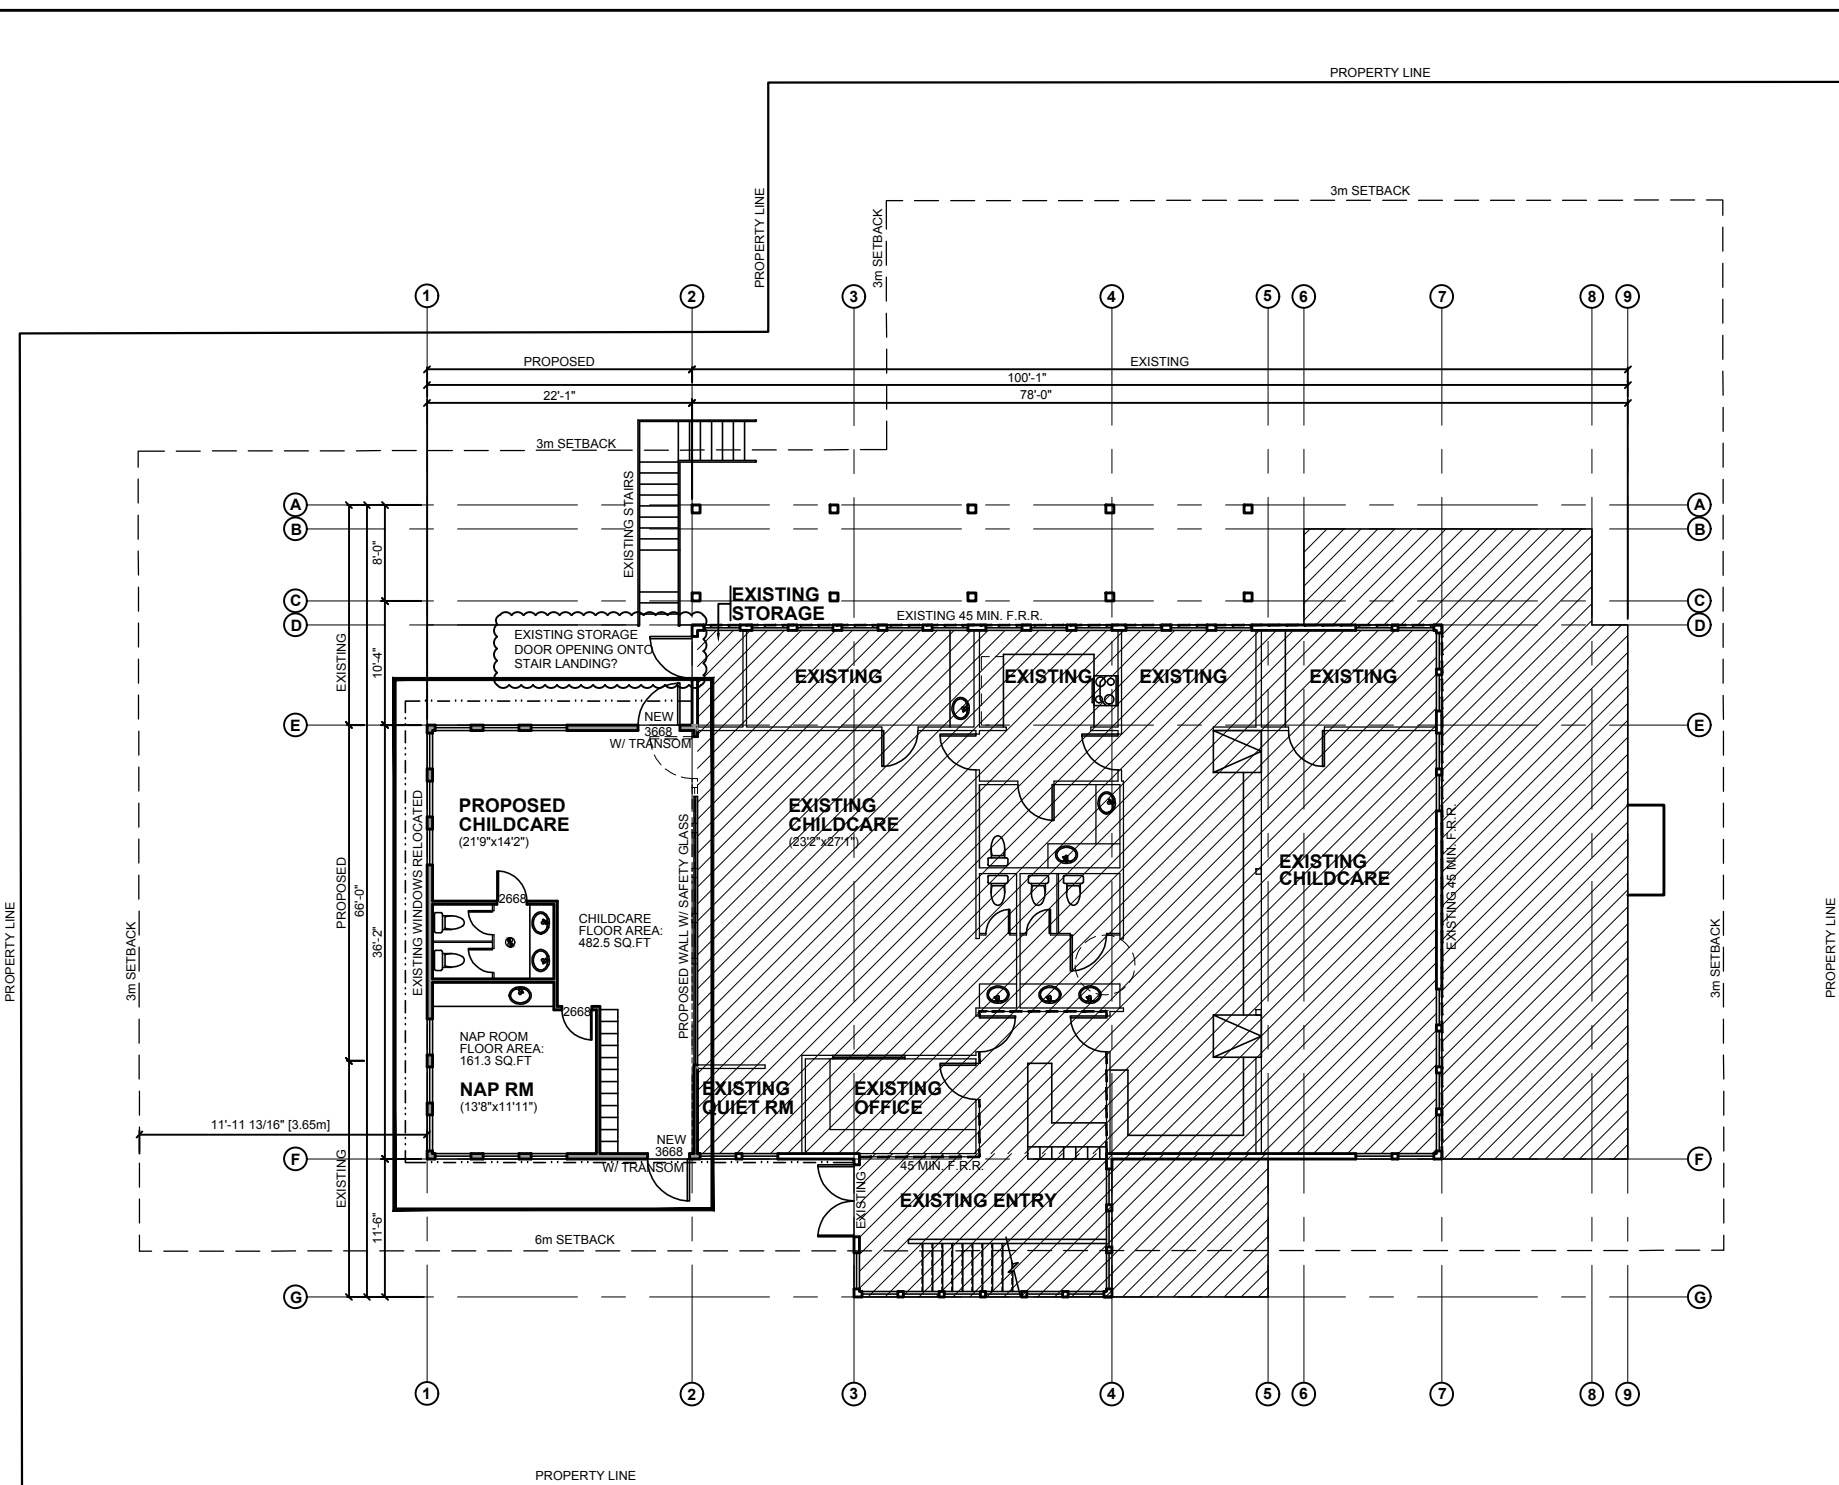 PROPERTY LINE
3m SETBACK
PROPERTY LINE
3m SETBACK
1 2 3 4 5 6 7 8 9
PROPOSED EXISTING
100'-1"
22'-1" 78'-0"
3m SETBACK
EXISTING STAIRS
A A
B B
8'-0"
C C
D D
EXISTING
STORAGE
EXISTING 45 MIN. F.R.R.
EXISTING STORAGE
DOOR OPENING ONTO
STAIR LANDING?
EXISTING
10'-4"
EXISTING EXISTING EXISTING EXISTING
E E
NEW
3668
W/ TRANSOM
EXISTING WINDOWS RELOCATED
PROPOSED
CHILDCARE
(21'9"x14'2")
PROPOSED WALL W/ SAFETY GLASS
EXISTING
CHILDCARE
(23'2"x27'1")
EXISTING
CHILDCARE
EXISTING 45 MIN. F.R.R.
PROPOSED
66'-0"
36'-2"
2668
CHILDCARE
FLOOR AREA:
482.5 SQ.FT
PROPERTY LINE
3m SETBACK
3m SETBACK
PROPERTY LINE
2668
NAP ROOM
FLOOR AREA:
161.3 SQ.FT
NAP RM
(13'8"x11'11")
EXISTING
QUIET RM
EXISTING
OFFICE
11'-11 13/16" [3.65m]
NEW
3668
W/ TRANSOM
F F
45 MIN. F.R.R.
EXISTING
EXISTING
EXISTING ENTRY
11'-6"
6m SETBACK
G G
1 2 3 4 5 6 7 8 9
PROPERTY LINE